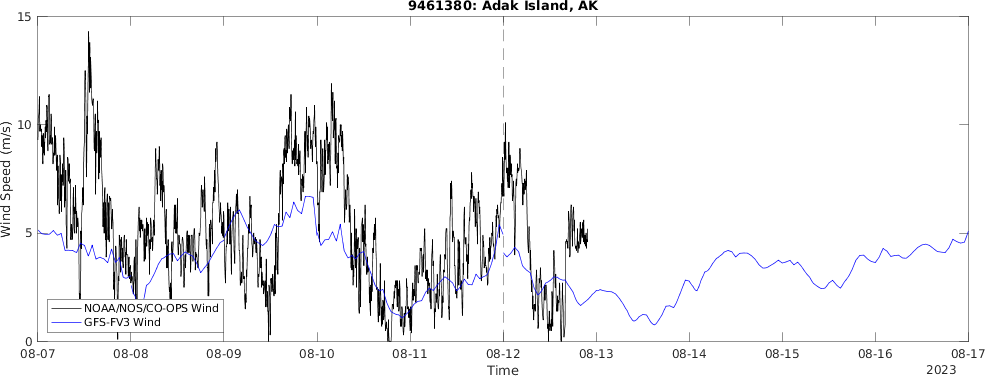 9461380: Adak Island, AK
15
10
5
0
Wind Speed (m/s)
NOAA/NOS/CO-OPS Wind
GFS-FV3 Wind
08-07 08-08 08-09 08-10 08-11 08-12 08-13 08-14 08-15 08-16 08-17
Time
2023